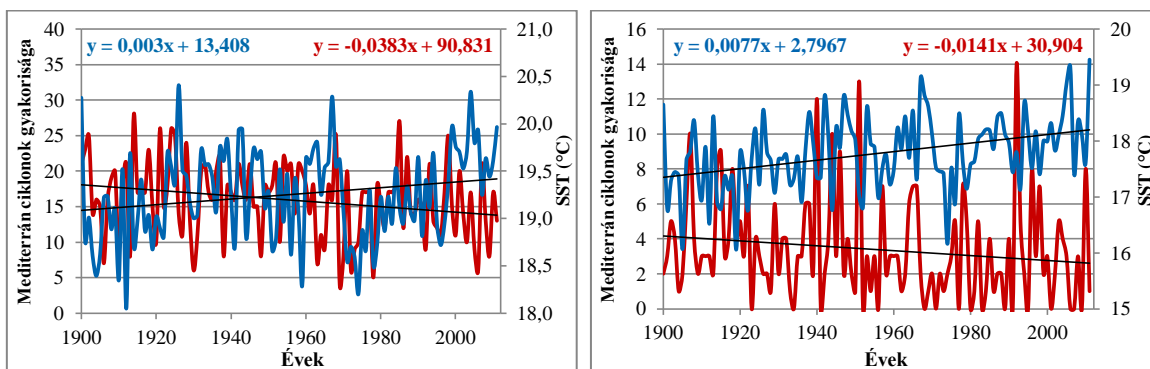 y = 0,003x + 13,408
y = -0,0383x + 90,831
Mediterrán ciklonok gyakorisága
40
35
30
25
20
15
10
5
0
21,0
20,5
20,0
19,5
19,0
18,5
18,0
SST (°C)
1900 1920 1940 1960 1980 2000
Évek
y = 0,0077x + 2,7967
y = -0,0141x + 30,904
Mediterrán ciklonok gyakorisága
16
14
12
10
8
6
4
2
0
20
19
18
17
16
15
SST (°C)
1900 1920 1940 1960 1980 2000
Évek